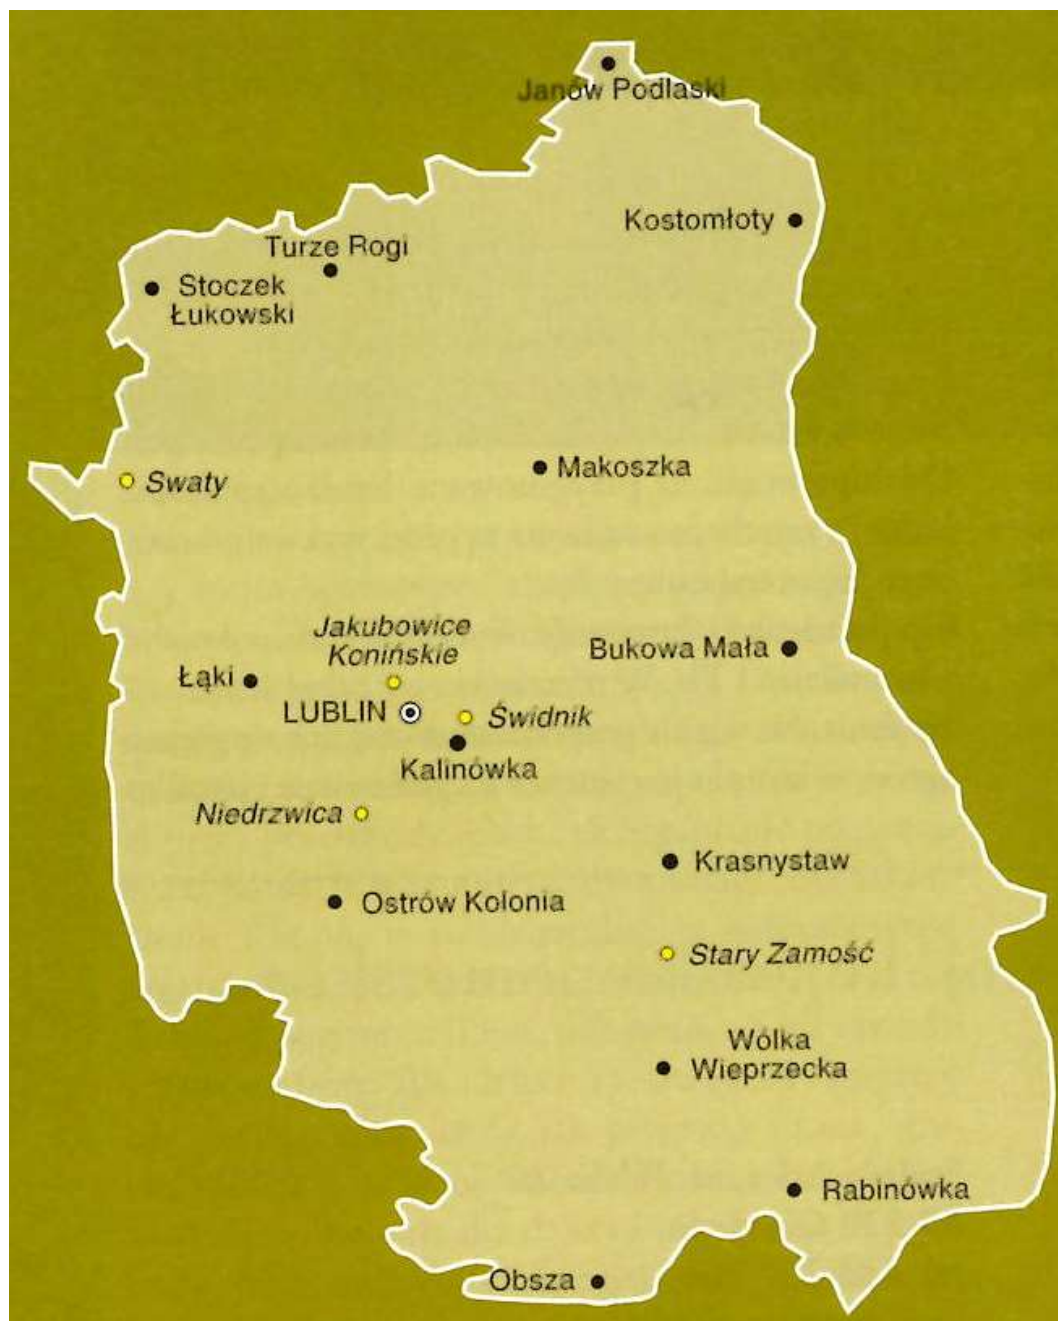 Janów Podlaski
Kostomłoty
Turze Rogi
Stoczek
Łukowski
Makoszka
Swaty
Jakubowice
Konińskie
Bukowa Mała
Łąki
LUBLIN
Świdnik
Kalinówka
Niedrzwica
Krasnystaw
Ostrów Kolonia
Stary Zamość
Wólka
Wieprzecka
Rabinówka
Obsza